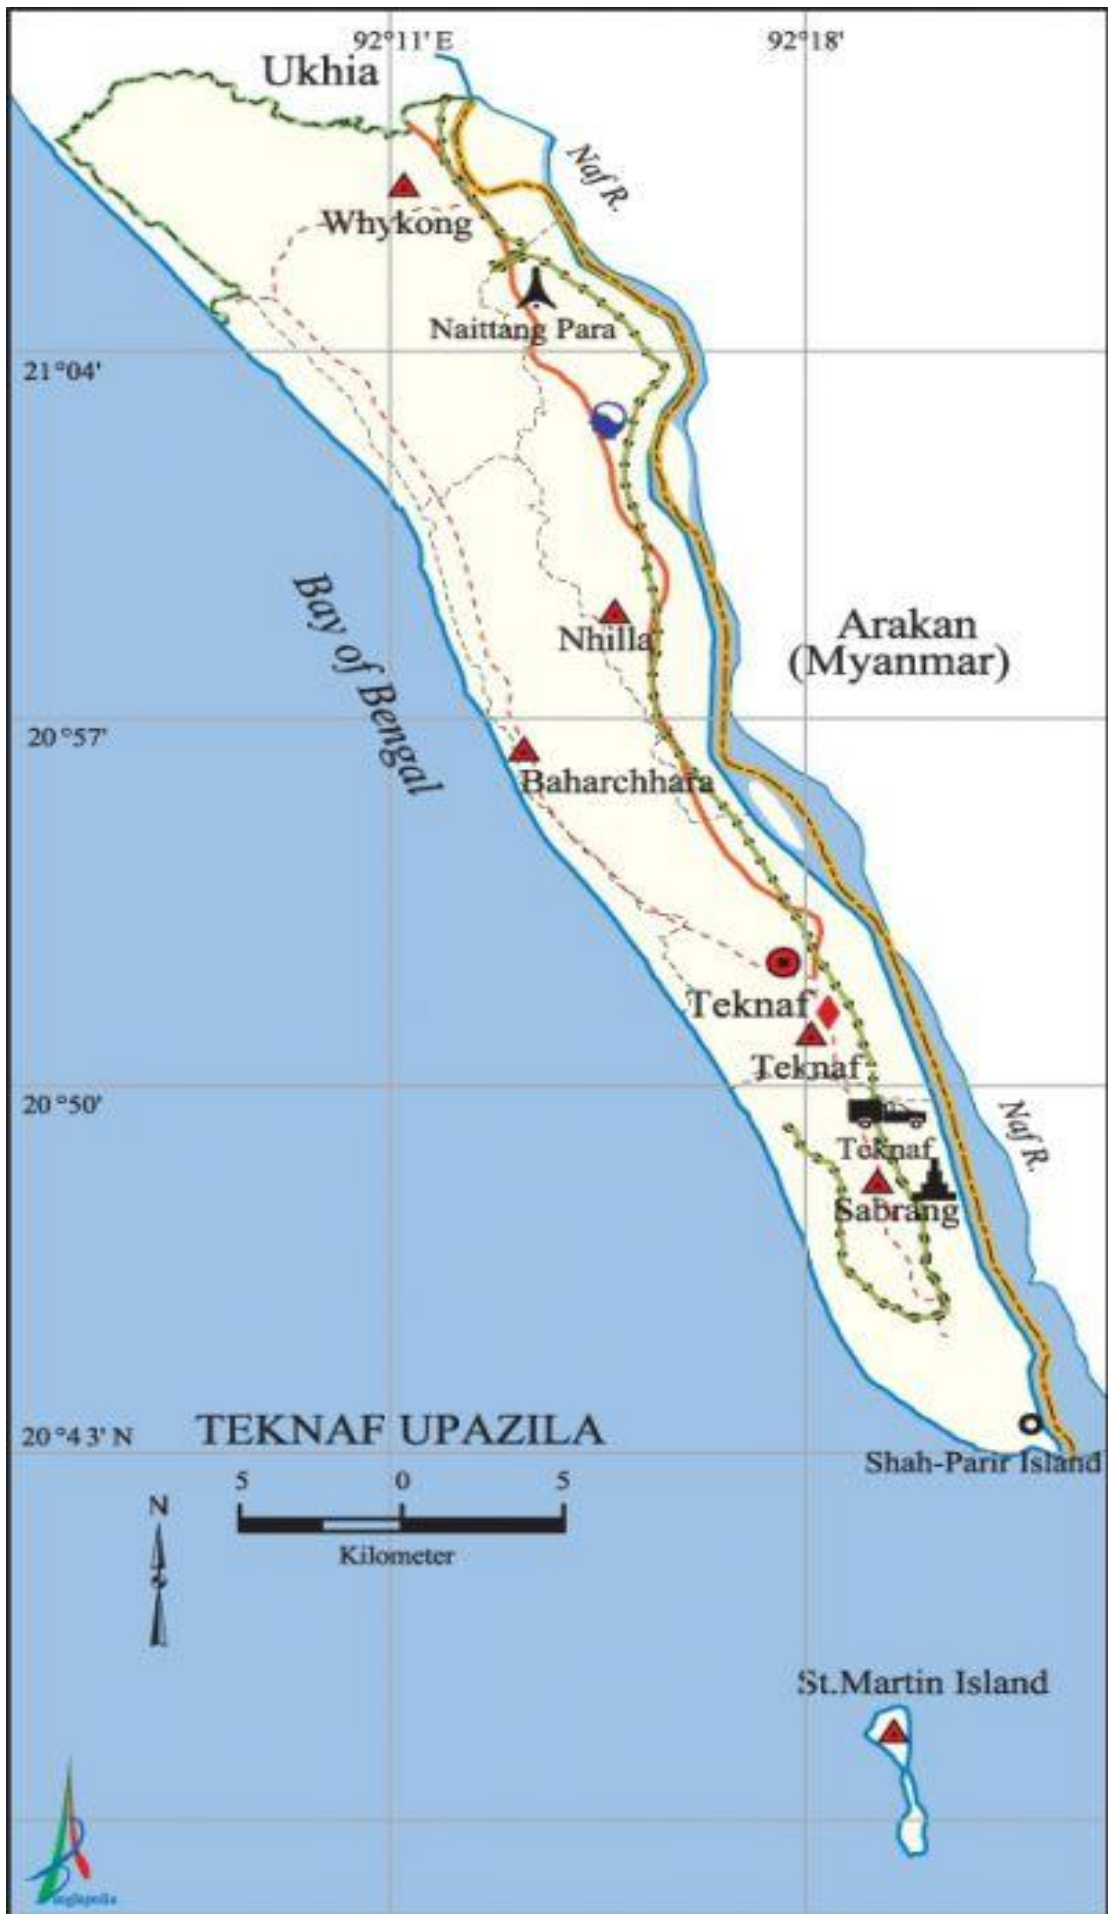 92°11' E
92°18'
Ukhia
Naf R.
Whykong
Naittang Para
21°04'
Bay of Bengal
Nhilla
Arakan
(Myanmar)
20°57'
Baharchhara
Teknaf
Teknaf
20°50'
Naf R.
Teknaf
Sabrang
TEKNAF UPAZILA
20°43' N
Shah-Parir Island
5 0 5
N
Kilometer
St.Martin Island